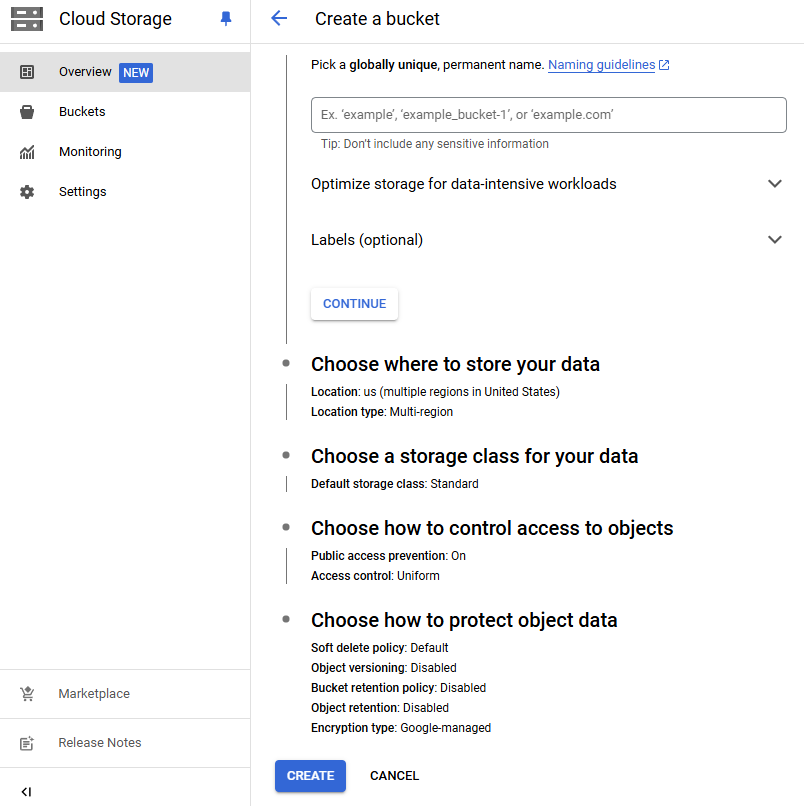 Cloud Storage
Overview NEW
Buckets
Monitoring
Settings
Marketplace
Release Notes
Create a bucket
Pick a globally unique, permanent name. Naming guidelines
Ex. ‘example’, ‘example_bucket-1’, or ‘example.com’
Tip: Don’t include any sensitive information
Optimize storage for data-intensive workloads
Labels (optional)
CONTINUE
Choose where to store your data
Location: us (multiple regions in United States)
Location type: Multi-region
Choose a storage class for your data
Default storage class: Standard
Choose how to control access to objects
Public access prevention: On
Access control: Uniform
Choose how to protect object data
Soft delete policy: Default
Object versioning: Disabled
Bucket retention policy: Disabled
Object retention: Disabled
Encryption type: Google-managed
CREATE CANCEL